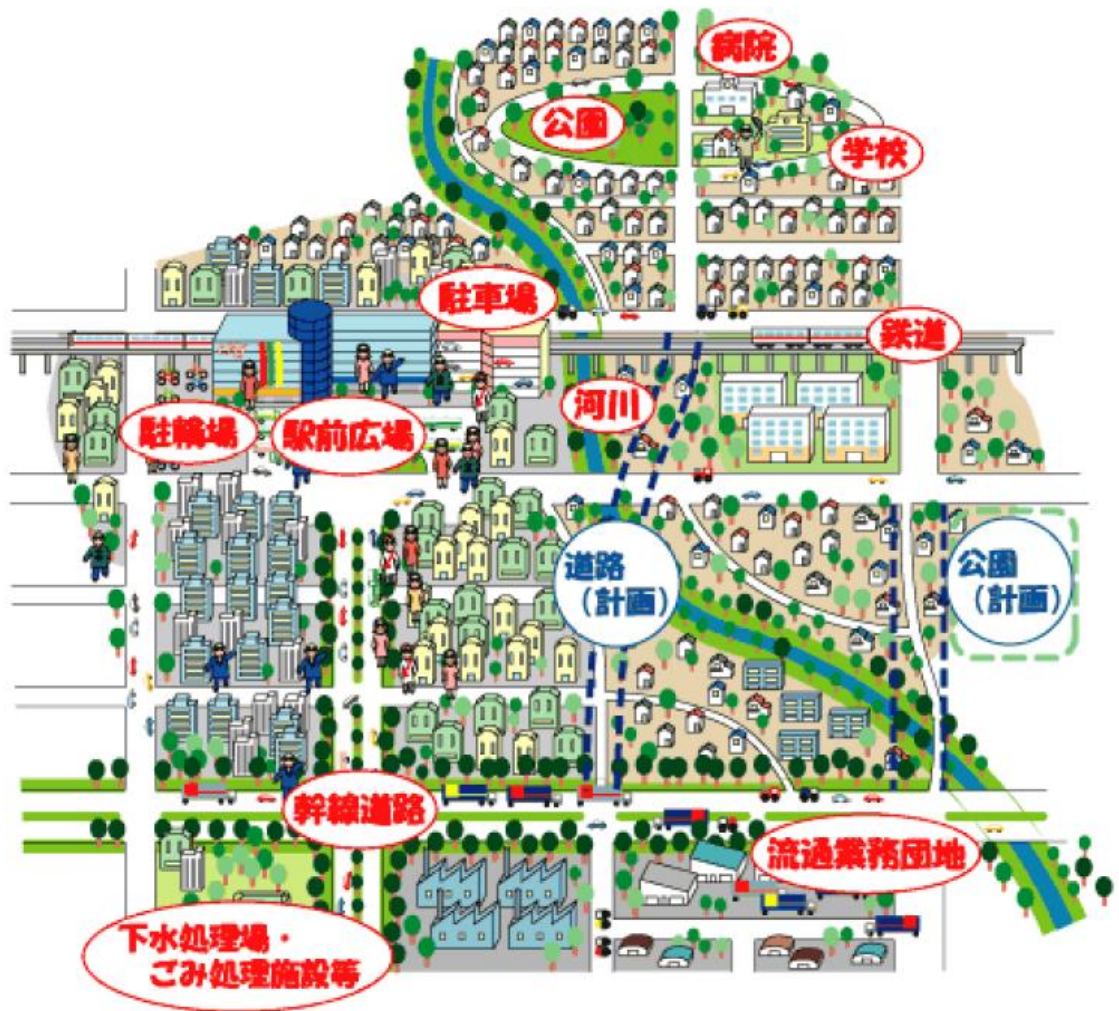 病院
公園
学校
駐車場
鉄道
河川
駐輪場
駅前広場
道路
（計画）
公園
（計画）
幹線道路
流通業務団地
下水処理場・
ごみ処理施設等